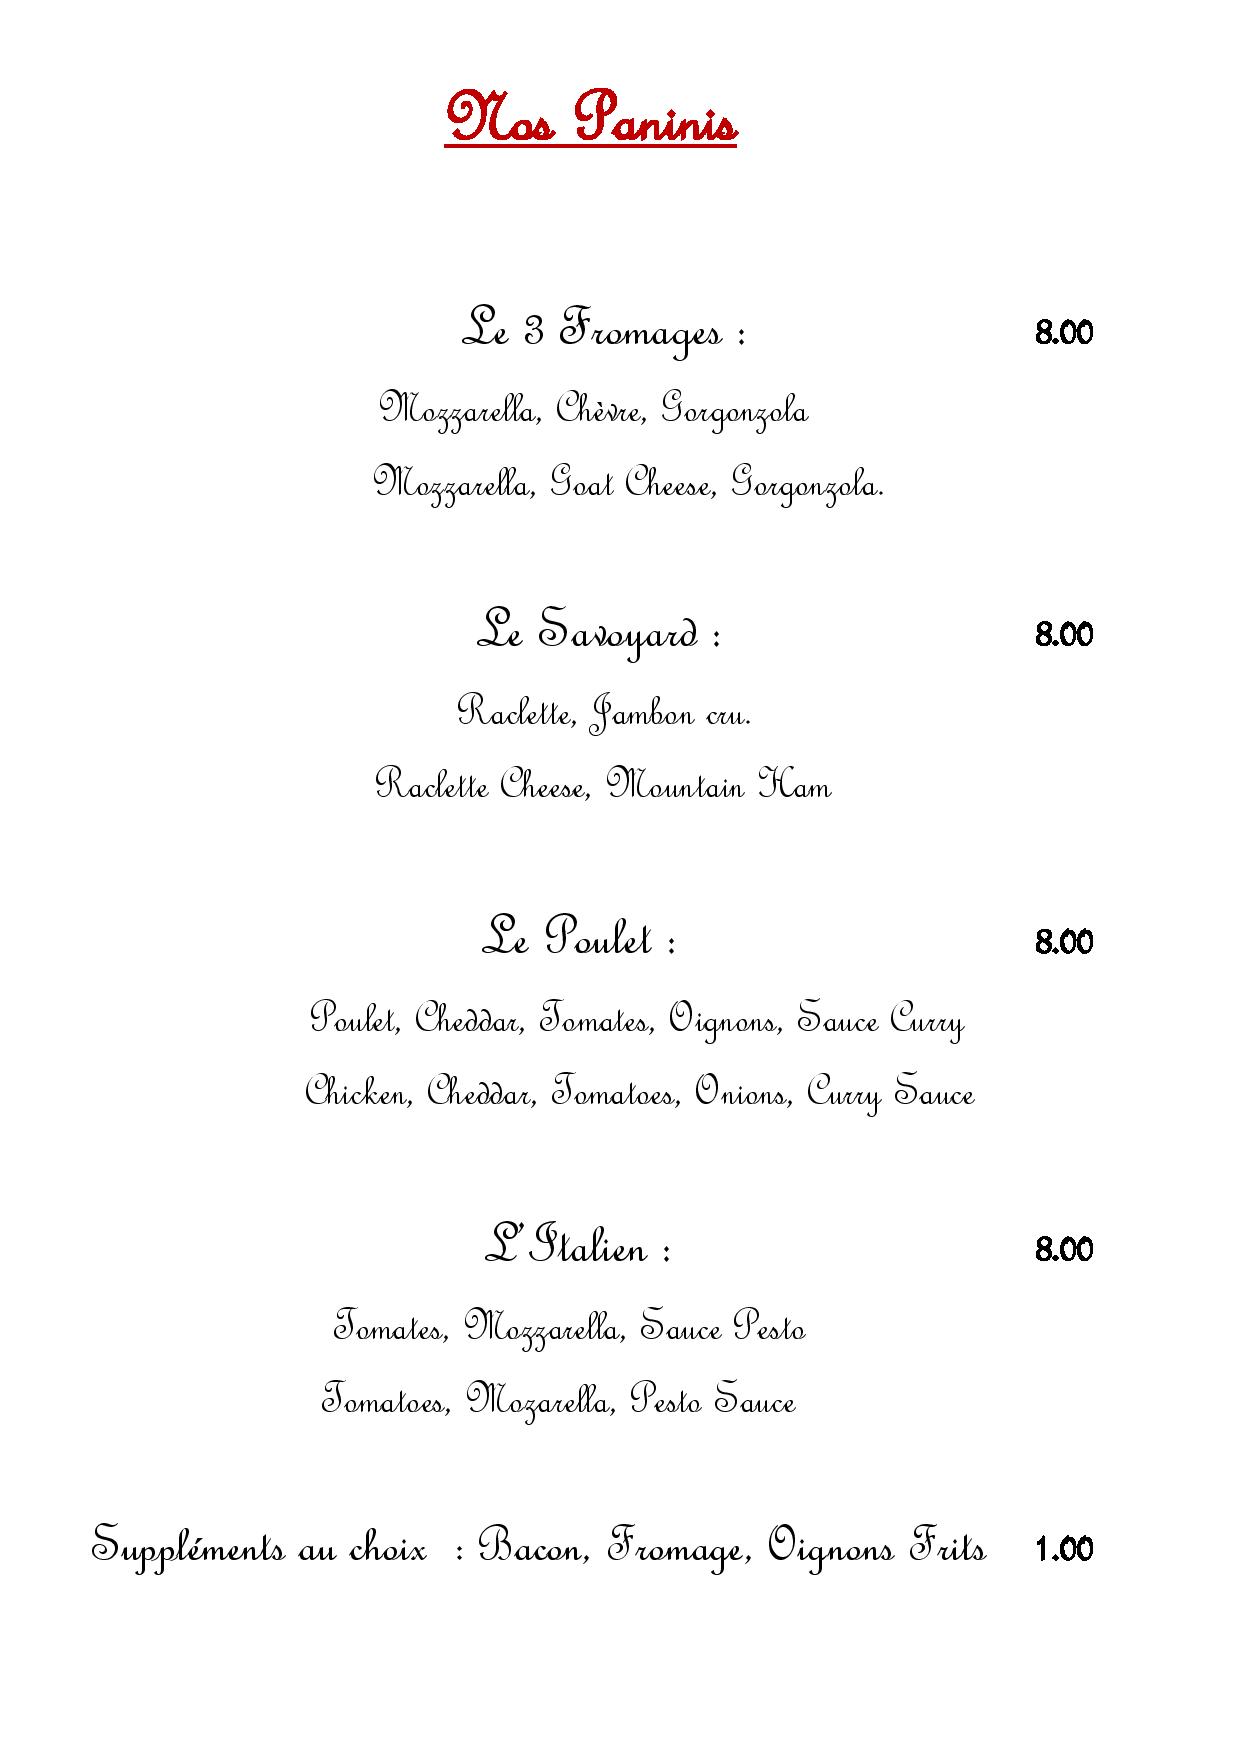 Nos Paninis
Le 3 Fromages : 8.00
Mozzarella, Chèvre, Gorgonzola
Mozzarella, Goat Cheese, Gorgonzola.
Le Savoyard : 8.00
Raclette, Jambon cru.
Raclette Cheese, Mountain Ham
Le Poulet : 8.00
Poulet, Cheddar, Tomates, Oignons, Sauce Curry
Chicken, Cheddar, Tomatoes, Onions, Curry Sauce
L'Italien : 8.00
Tomates, Mozzarella, Sauce Pesto
Tomatoes, Mozarella, Pesto Sauce
Suppléments au choix : Bacon, Fromage, Oignons Frits 1.00